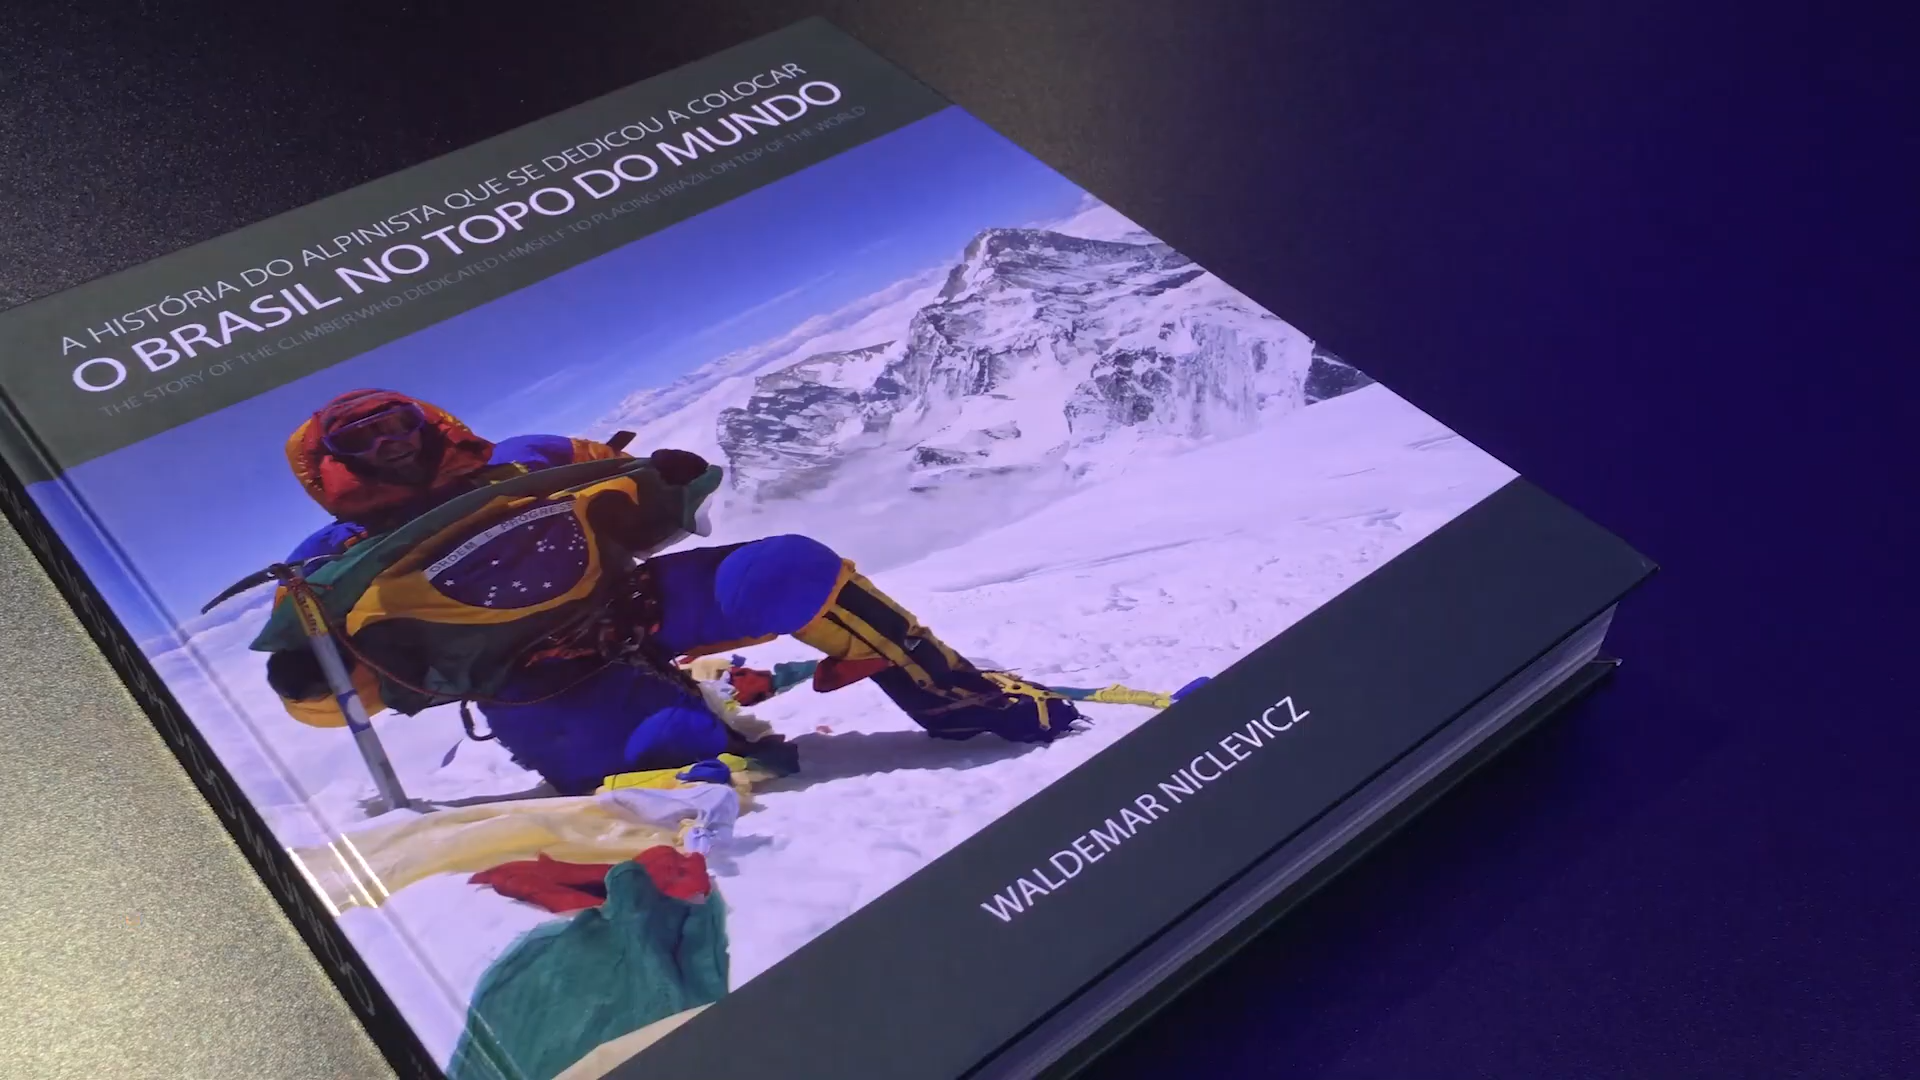 A HISTÓRIA DO ALPINISTA QUE SE DEDICOU A COLOCAR
O BRASIL NO TOPO DO MUNDO
THE STORY OF THE CLIMBER WHO DEDICATED HIMSELF TO PLACING BRAZIL ON TOP OF THE WORLD
ORDEM E PROGRESS
WALDEMAR NICLEVICZ